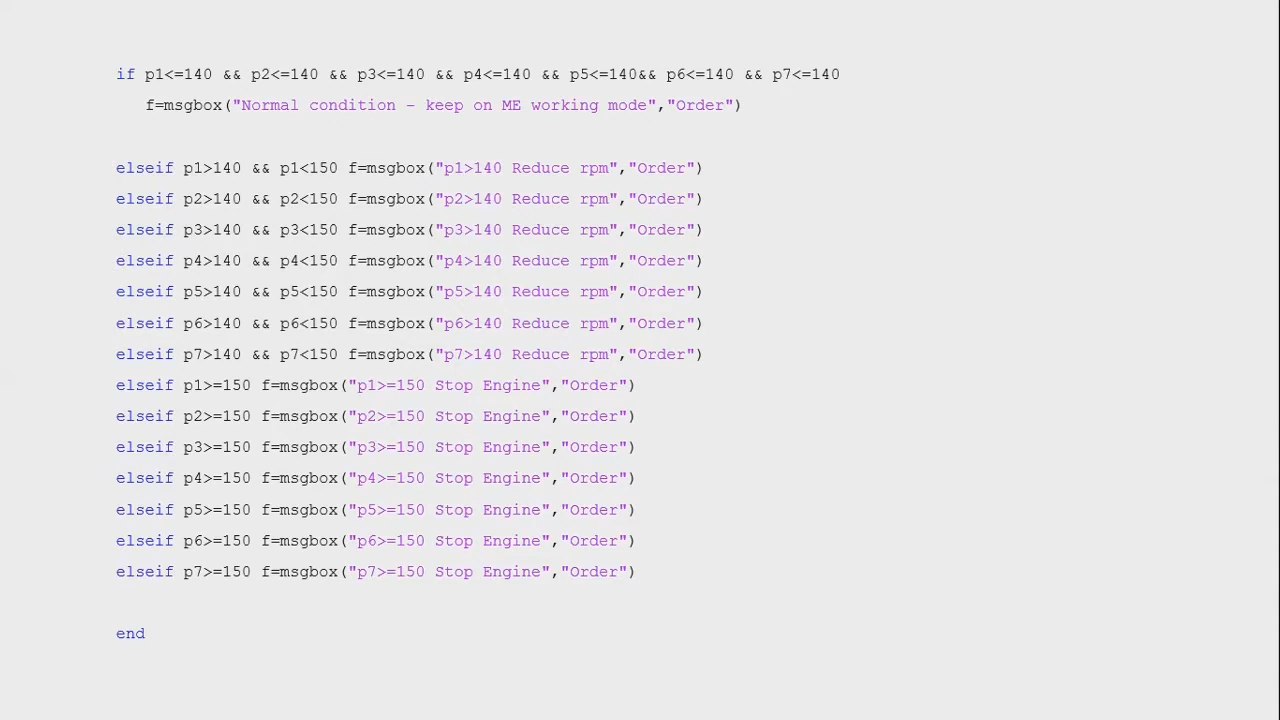 if p1<=140 && p2<=140 && p3<=140 && p4<=140 && p5<=140&& p6<=140 && p7<=140
f=msgbox("Normal condition – keep on ME working mode","Order")
elseif p1>140 && p1<150 f=msgbox("p1>140 Reduce rpm","Order")
elseif p2>140 && p2<150 f=msgbox("p2>140 Reduce rpm","Order")
elseif p3>140 && p3<150 f=msgbox("p3>140 Reduce rpm","Order")
elseif p4>140 && p4<150 f=msgbox("p4>140 Reduce rpm","Order")
elseif p5>140 && p5<150 f=msgbox("p5>140 Reduce rpm","Order")
elseif p6>140 && p6<150 f=msgbox("p6>140 Reduce rpm","Order")
elseif p7>140 && p7<150 f=msgbox("p7>140 Reduce rpm","Order")
elseif p1>=150 f=msgbox("p1>=150 Stop Engine","Order")
elseif p2>=150 f=msgbox("p2>=150 Stop Engine","Order")
elseif p3>=150 f=msgbox("p3>=150 Stop Engine","Order")
elseif p4>=150 f=msgbox("p4>=150 Stop Engine","Order")
elseif p5>=150 f=msgbox("p5>=150 Stop Engine","Order")
elseif p6>=150 f=msgbox("p6>=150 Stop Engine","Order")
elseif p7>=150 f=msgbox("p7>=150 Stop Engine","Order")
end